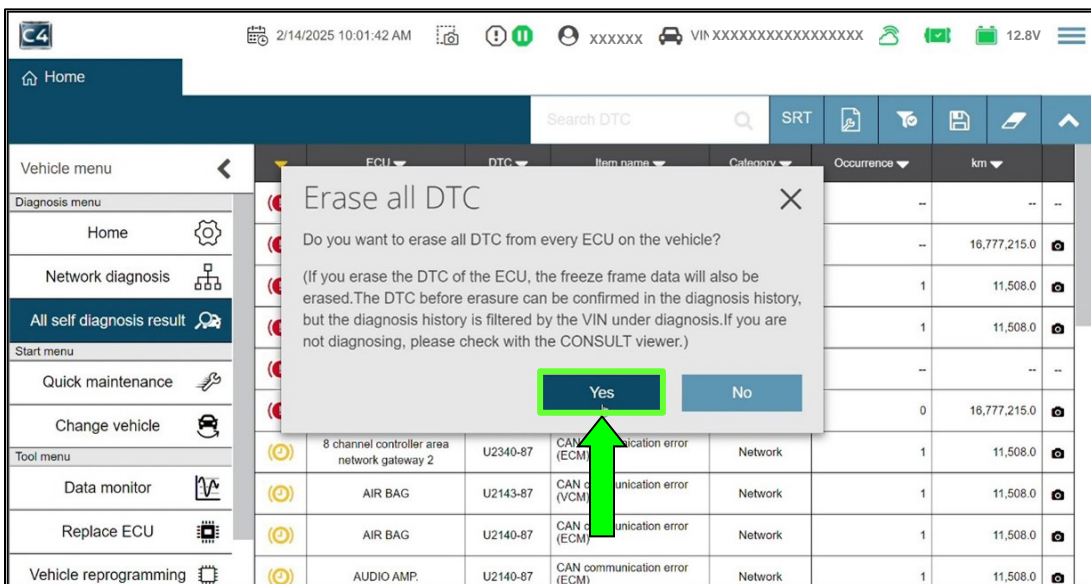 C4 2/14/2025 10:01:42 AM xxxxxx VIN XXXXXXXXXXXXXXXXXX 12.8V
Home
Search DTC SRT
Vehicle menu
ECU DTC Item name Category Occurrence km
Diagnosis menu
Home
Network diagnosis
All self diagnosis result
Start menu
Quick maintenance
Change vehicle
Tool menu
Data monitor
Replace ECU
Vehicle reprogramming
Erase all DTC
Do you want to erase all DTC from every ECU on the vehicle?
(If you erase the DTC of the ECU, the freeze frame data will also be
erased.The DTC before erasure can be confirmed in the diagnosis history,
but the diagnosis history is filtered by the VIN under diagnosis.If you are
not diagnosing, please check with the CONSULT viewer.)
Yes No
-- -- --
-- 16,777,215.0
1 11,508.0
1 11,508.0
-- -- --
0 16,777,215.0
8 channel controller area
network gateway 2
U2340-87
CAN
(ECM)
Network 1 11,508.0
AIR BAG U2143-87
CAN communication error
(VCM)
Network 1 11,508.0
AIR BAG U2140-87
CAN communication error
(ECM)
Network 1 11,508.0
AUDIO AMP. U2140-87
CAN communication error
(ECM)
Network 1 11,508.0